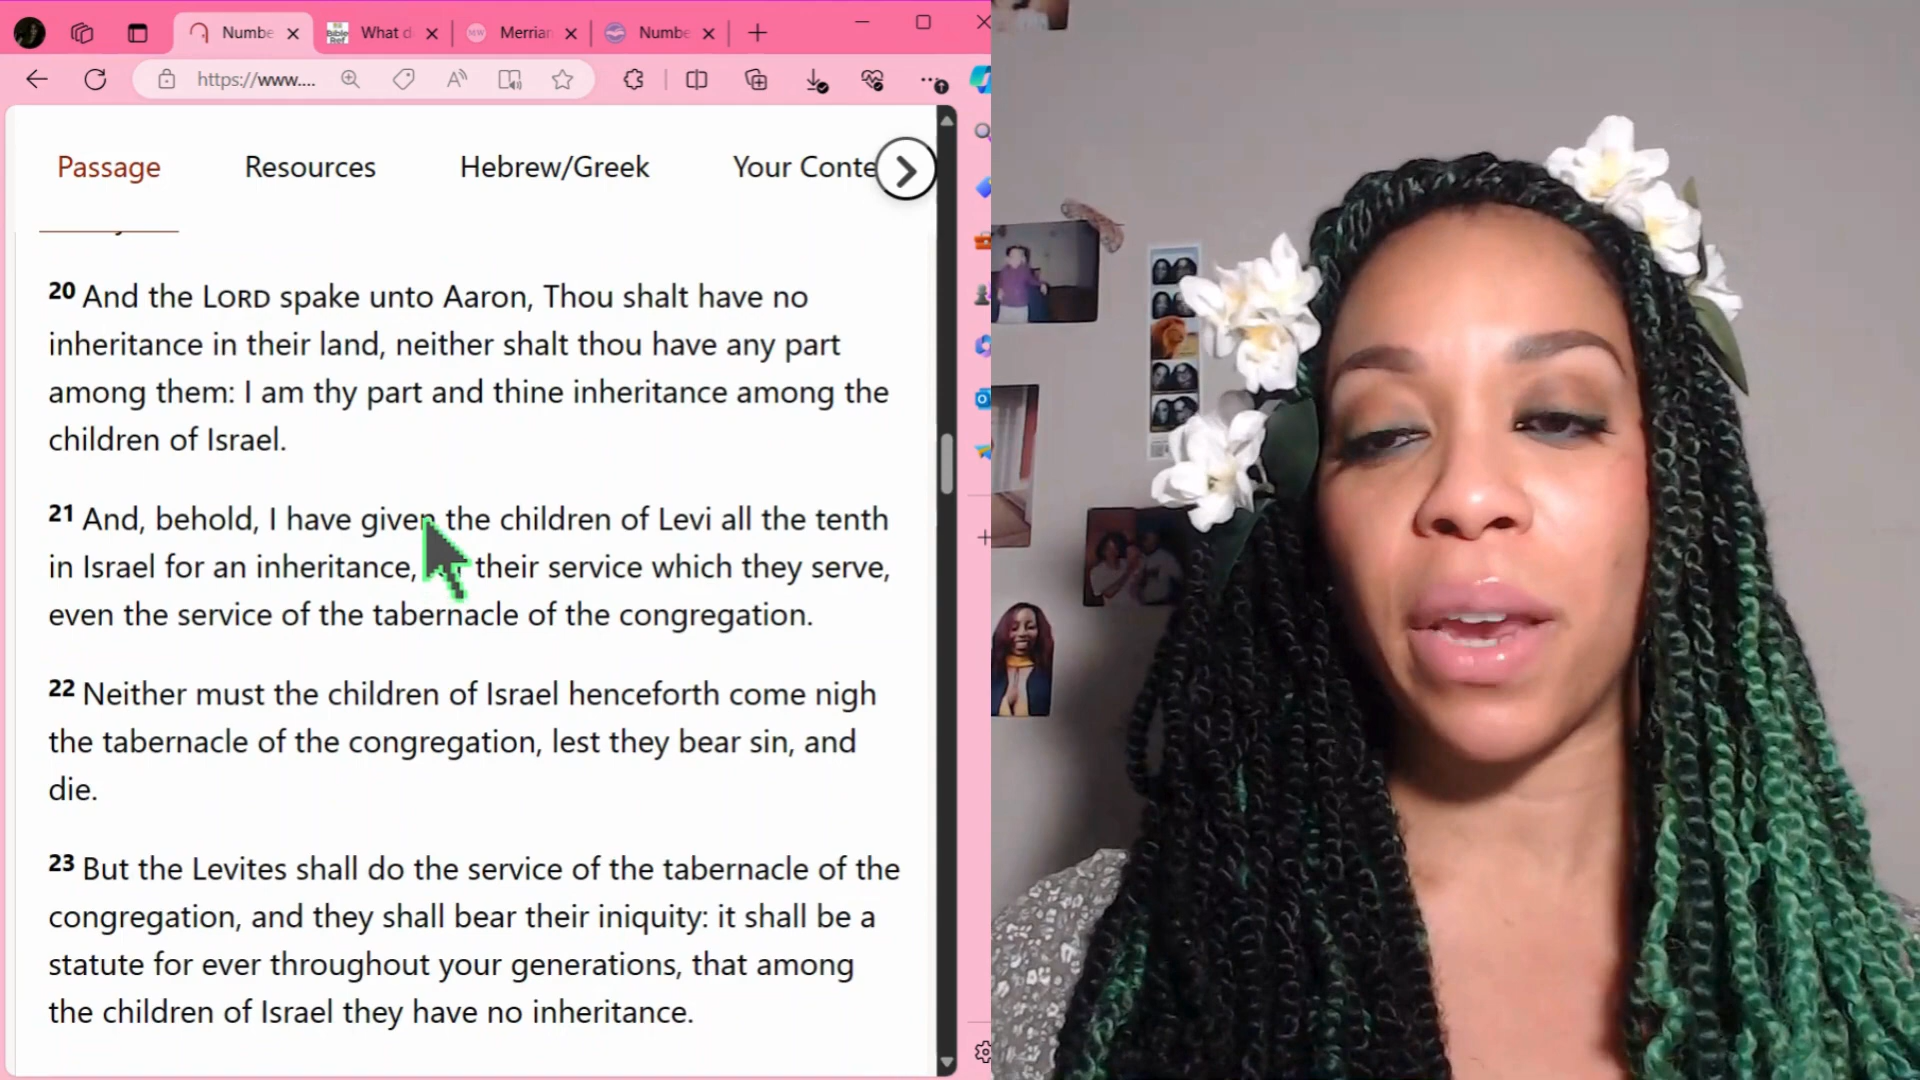 Numbe
What d
Merrian
Numbe
https://www....
Passage
Resources
Hebrew/Greek
Your Conte
20 And the LORD spake unto Aaron, Thou shalt have no
inheritance in their land, neither shalt thou have any part
among them: I am thy part and thine inheritance among the
children of Israel.
21 And, behold, I have given the children of Levi all the tenth
in Israel for an inheritance, their service which they serve,
even the service of the tabernacle of the congregation.
22 Neither must the children of Israel henceforth come nigh
the tabernacle of the congregation, lest they bear sin, and
die.
23 But the Levites shall do the service of the tabernacle of the
congregation, and they shall bear their iniquity: it shall be a
statute for ever throughout your generations, that among
the children of Israel they have no inheritance.